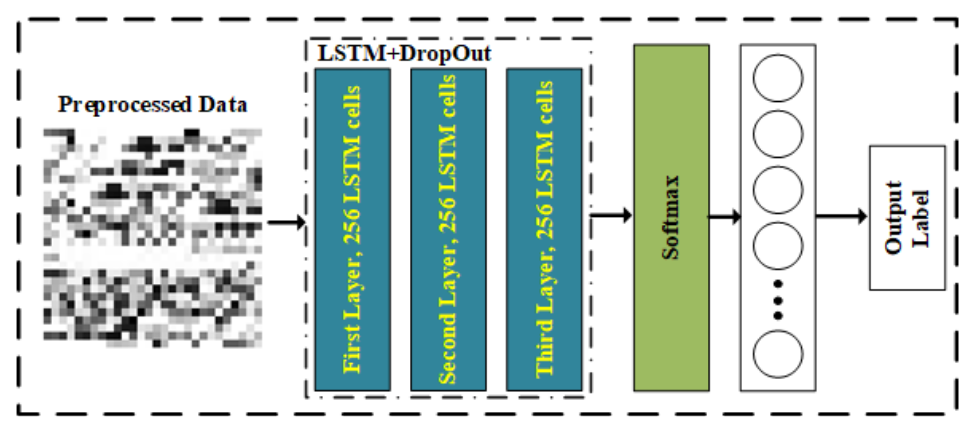 LSTM+DropOut
Preprocessed Data
First Layer, 256 LSTM cells
Second Layer, 256 LSTM cells
Third Layer, 256 LSTM cells
Softmax
Output
Label